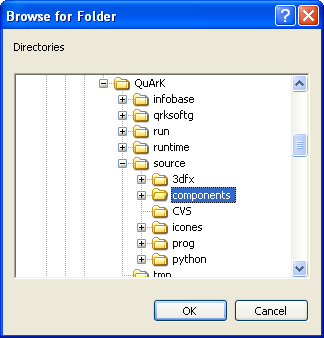 Browse for Folder
Directories
QuArK
infobase
qrksoftg
run
runtime
source
3dfx
components
CVS
icones
prog
python
tmp
OK
Cancel